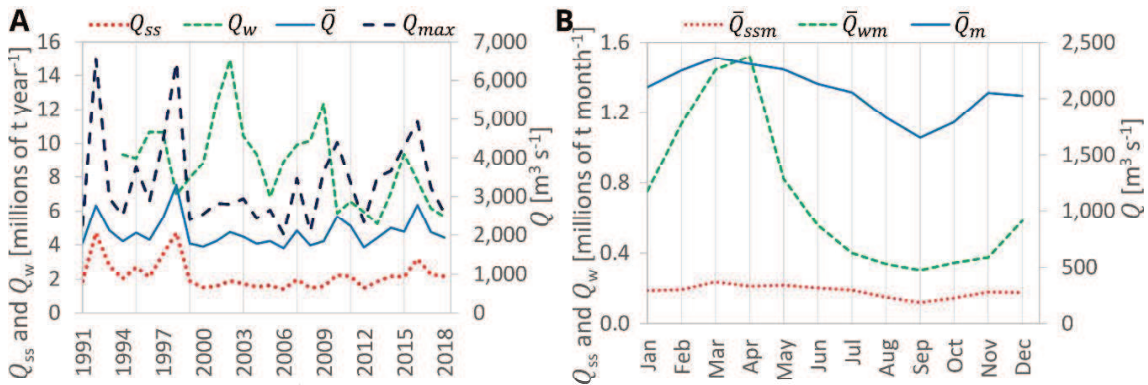 A
Q_ss Q_w Q̄ Q_max
Q_ss and Q_w [millions of t year⁻¹]
16
14
12
10
8
6
4
2
0
7,000
6,000
5,000
4,000
3,000
2,000
1,000
0
Q
[m³ s⁻¹]
1991
1994
1997
2000
2003
2006
2009
2012
2015
2018
B
Q̄_ssm Q̄_wm Q̄_m
Q_ss and Q_w [millions of t month⁻¹]
1.6
1.2
0.8
0.4
0.0
2,500
2,000
1,500
1,000
500
0
Q
[m³ s⁻¹]
Jan
Feb
Mar
Apr
May
Jun
Jul
Aug
Sep
Oct
Nov
Dec